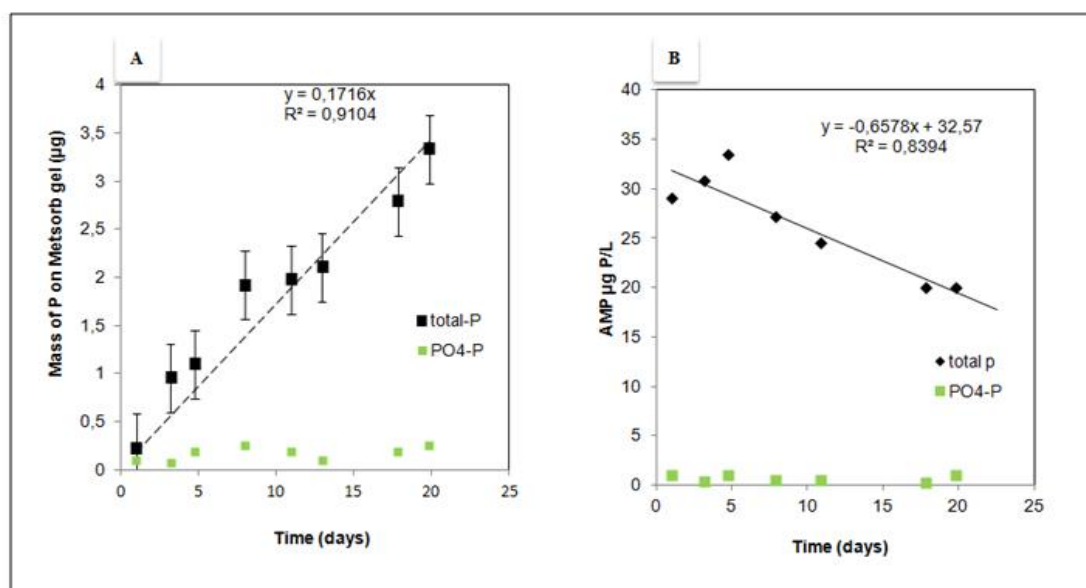 A
y = 0,1716x
R² = 0,9104
4
3,5
3
2,5
2
1,5
1
0,5
0
Mass of P on Metsorb gel (µg)
total-P
PO4-P
0 5 10 15 20 25
Time (days)
B
y = -0,6578x + 32,57
R² = 0,8394
40
35
30
25
20
15
10
5
0
AMP µg P/L
total p
PO4-P
0 5 10 15 20 25
Time (days)